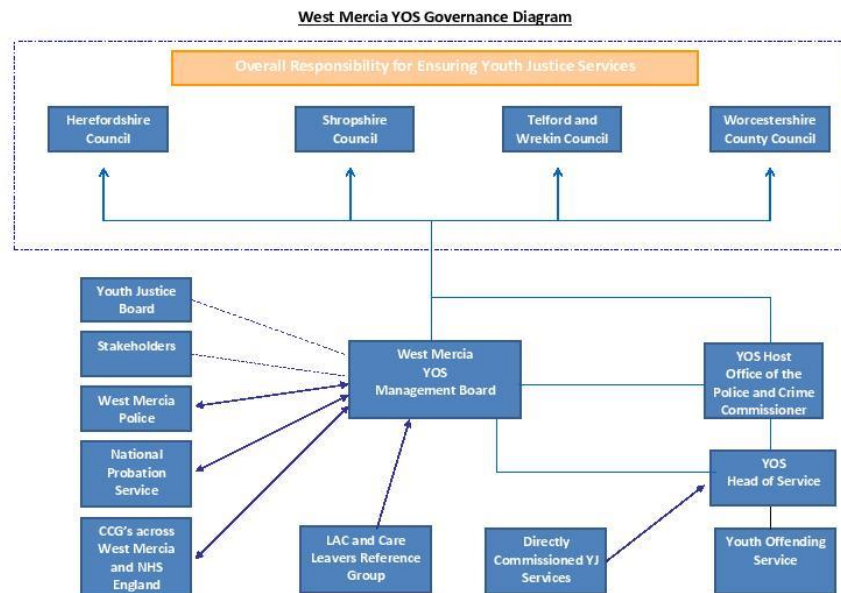 West Mercia YOS Governance Diagram
Overall Responsibility for Ensuring Youth Justice Services
Herefordshire
Council
Shropshire
Council
Telford and
Wrekin Council
Worcestershire
County Council
Youth Justice
Board
Stakeholders
West Mercia
Police
National
Probation
Service
CCG's across
West Mercia
and NHS
England
West Mercia
YOS
Management Board
YOS Host
Office of the
Police and Crime
Commissioner
YOS
Head of Service
LAC and Care
Leavers Reference
Group
Directly
Commissioned YJ
Services
Youth Offending
Service